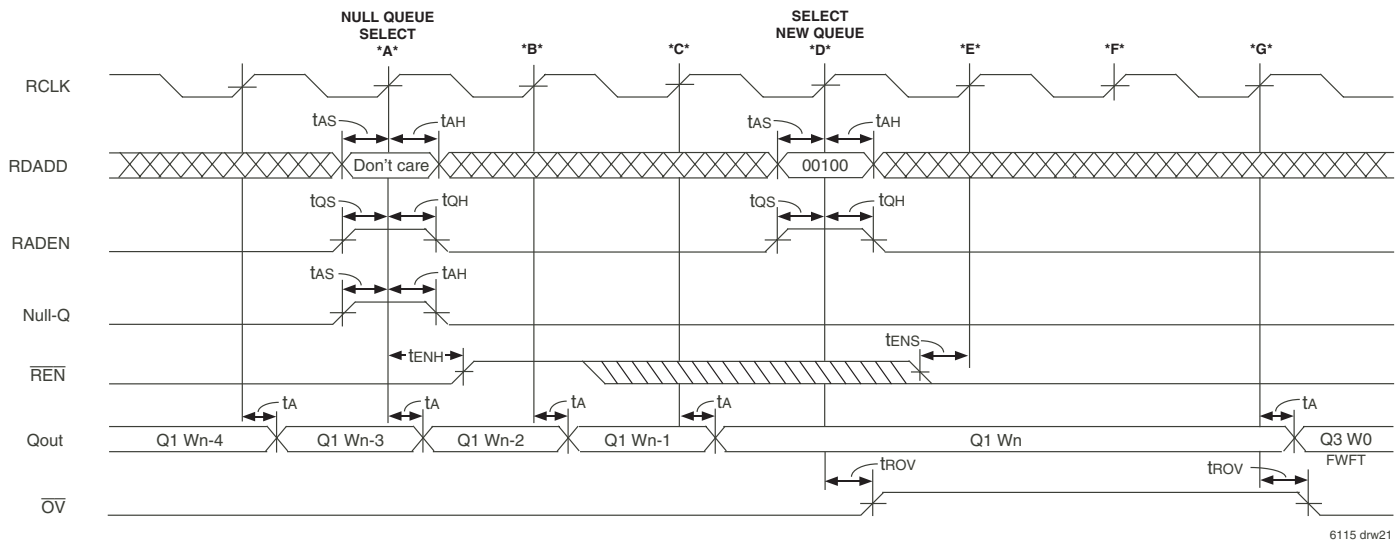 NULL QUEUE
SELECT
*A*
*B*
*C*
SELECT
NEW QUEUE
*D*
*E*
*F*
*G*
RCLK
tAS
tAH
tAS
tAH
RDADD
Don't care
00100
tQS
tQH
tQS
tQH
RADEN
tAS
tAH
Null-Q
tENH
tENS
REN
tA
tA
tA
tA
tA
Qout
Q1 Wn-4
Q1 Wn-3
Q1 Wn-2
Q1 Wn-1
Q1 Wn
Q3 W0
FWFT
tROV
tROV
OV
6115 drw21